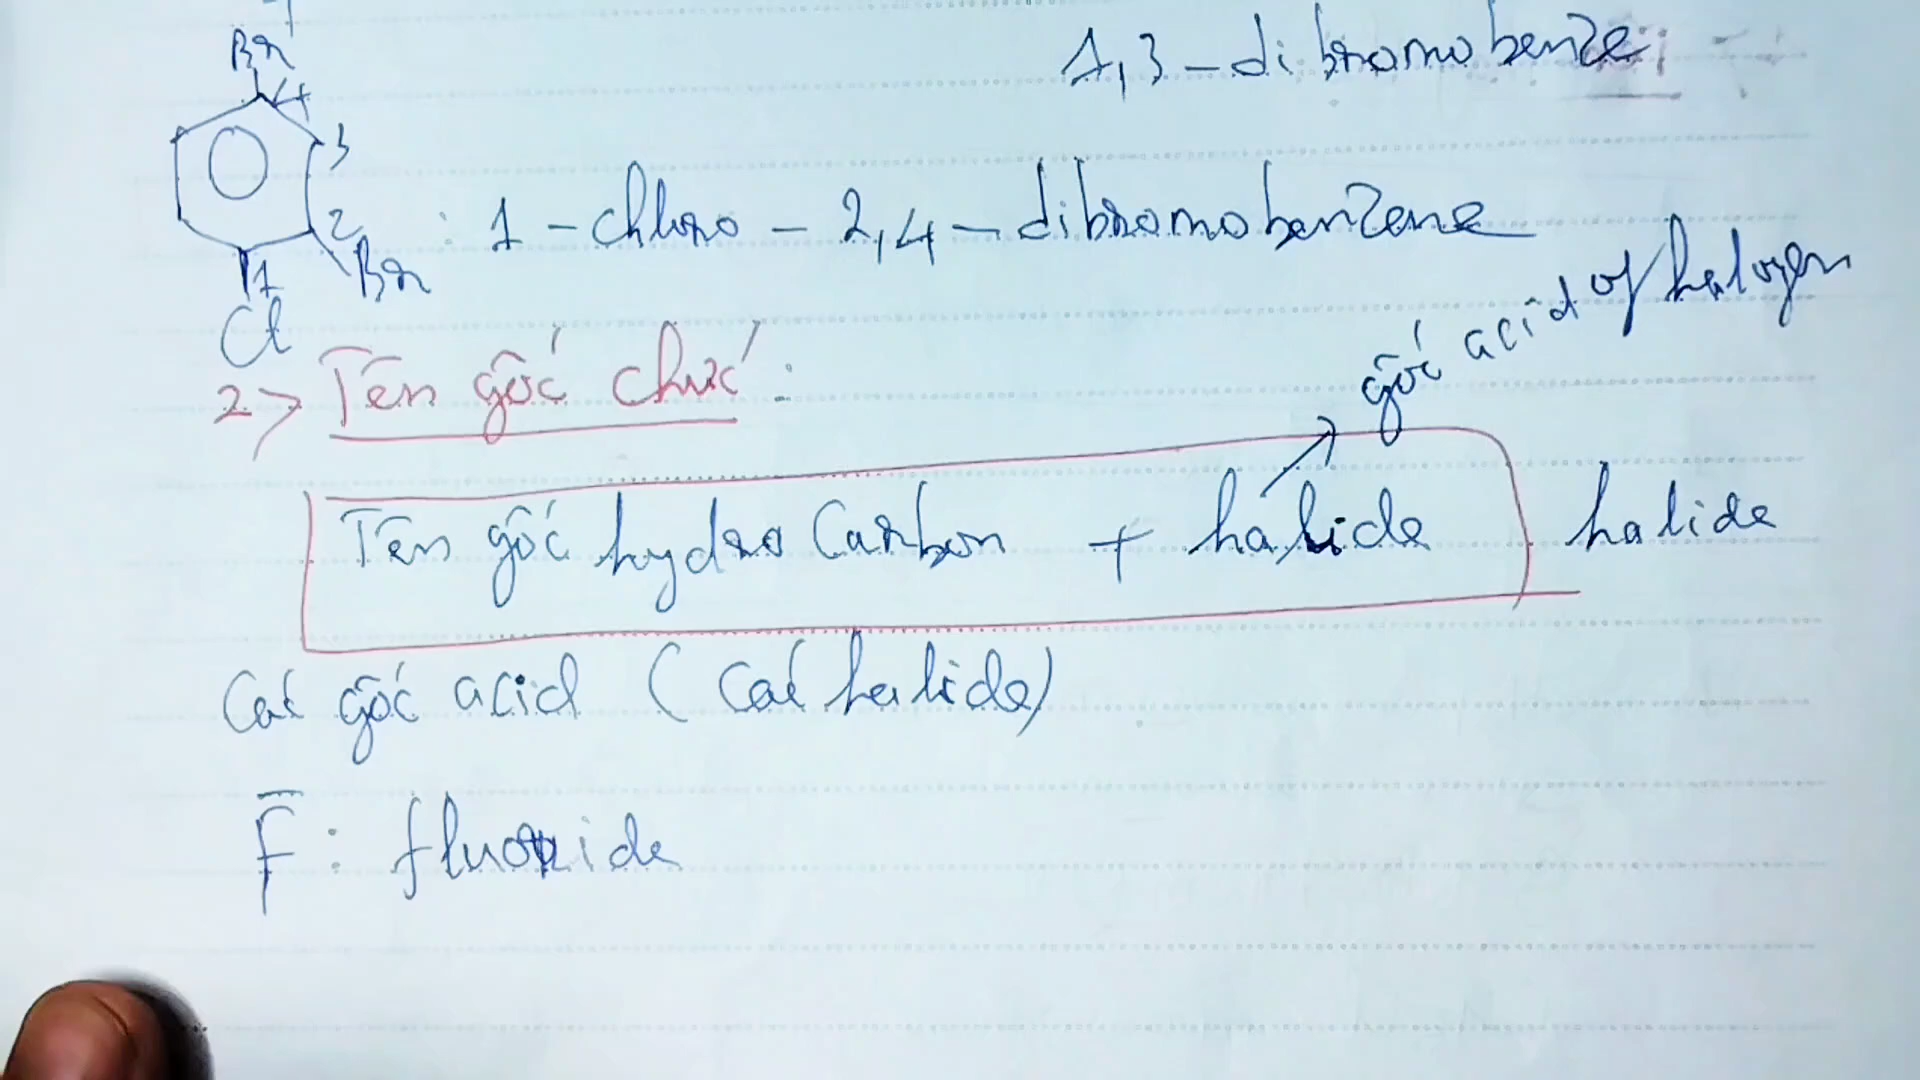 1,3-dibromobenze
Br
4
3
2
: 1-chloro-2,4-dibromobenzene
1
Br
Cl
gốc acid of halogen
2> Tên gốc chức:
Tên gốc hydro Carbon + halide halide
Các gốc acid (các halide)
F⁻: fluoride